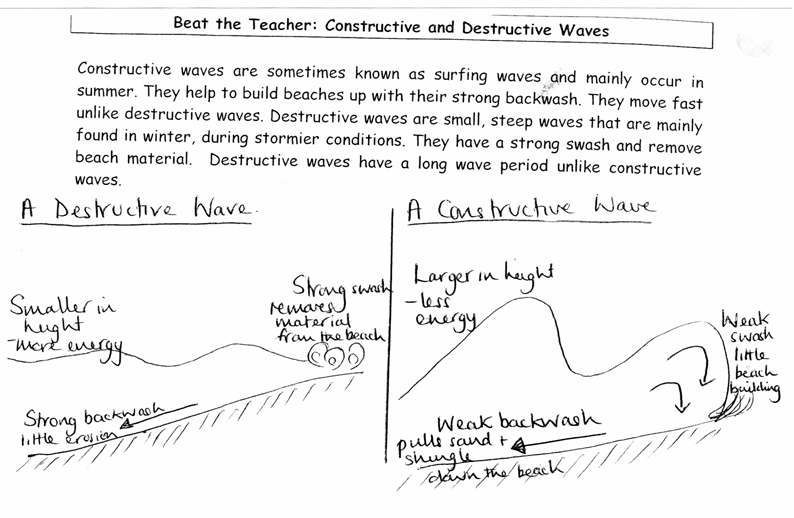 Beat the Teacher: Constructive and Destructive Waves
Constructive waves are sometimes known as surfing waves and mainly occur in
summer. They help to build beaches up with their strong backwash. They move fast
unlike destructive waves. Destructive waves are small, steep waves that are mainly
found in winter, during stormier conditions. They have a strong swash and remove
beach material.  Destructive waves have a long wave period unlike constructive
waves.
A Destructive Wave.
Smaller in
height
- more energy
Strong swash
removes
material
from the beach
Strong backwash
little erosion
A Constructive Wave
Larger in height
- less
energy
Weak
swash
little
beach
building
Weak backwash
pulls sand +
shingle
down the beach